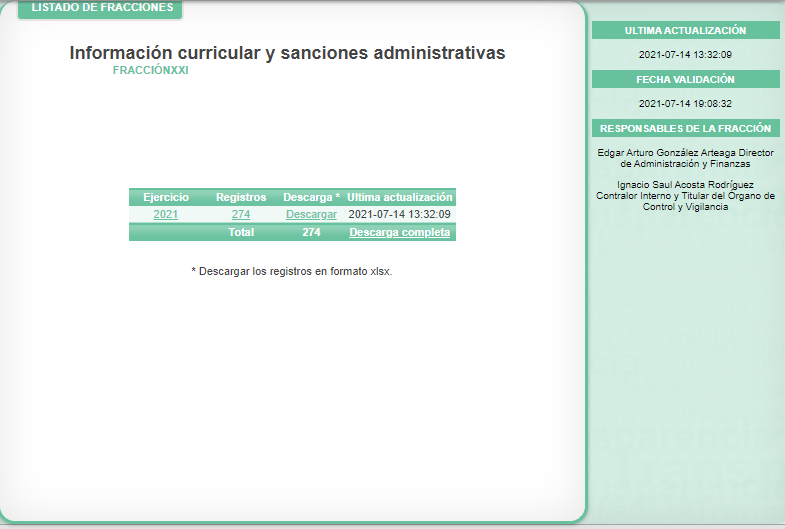 LISTADO DE FRACCIONES
Información curricular y sanciones administrativas
FRACCIÓNXXI
Ejercicio Registros Descarga * Ultima actualización
2021 274 Descargar 2021-07-14 13:32:09
Total 274 Descarga completa
* Descargar los registros en formato xlsx.
ULTIMA ACTUALIZACIÓN
2021-07-14 13:32:09
FECHA VALIDACIÓN
2021-07-14 19:08:32
RESPONSABLES DE LA FRACCIÓN
Edgar Arturo González Arteaga Director
de Administración y Finanzas
Ignacio Saul Acosta Rodríguez
Contralor Interno y Titular del Órgano de
Control y Vigilancia